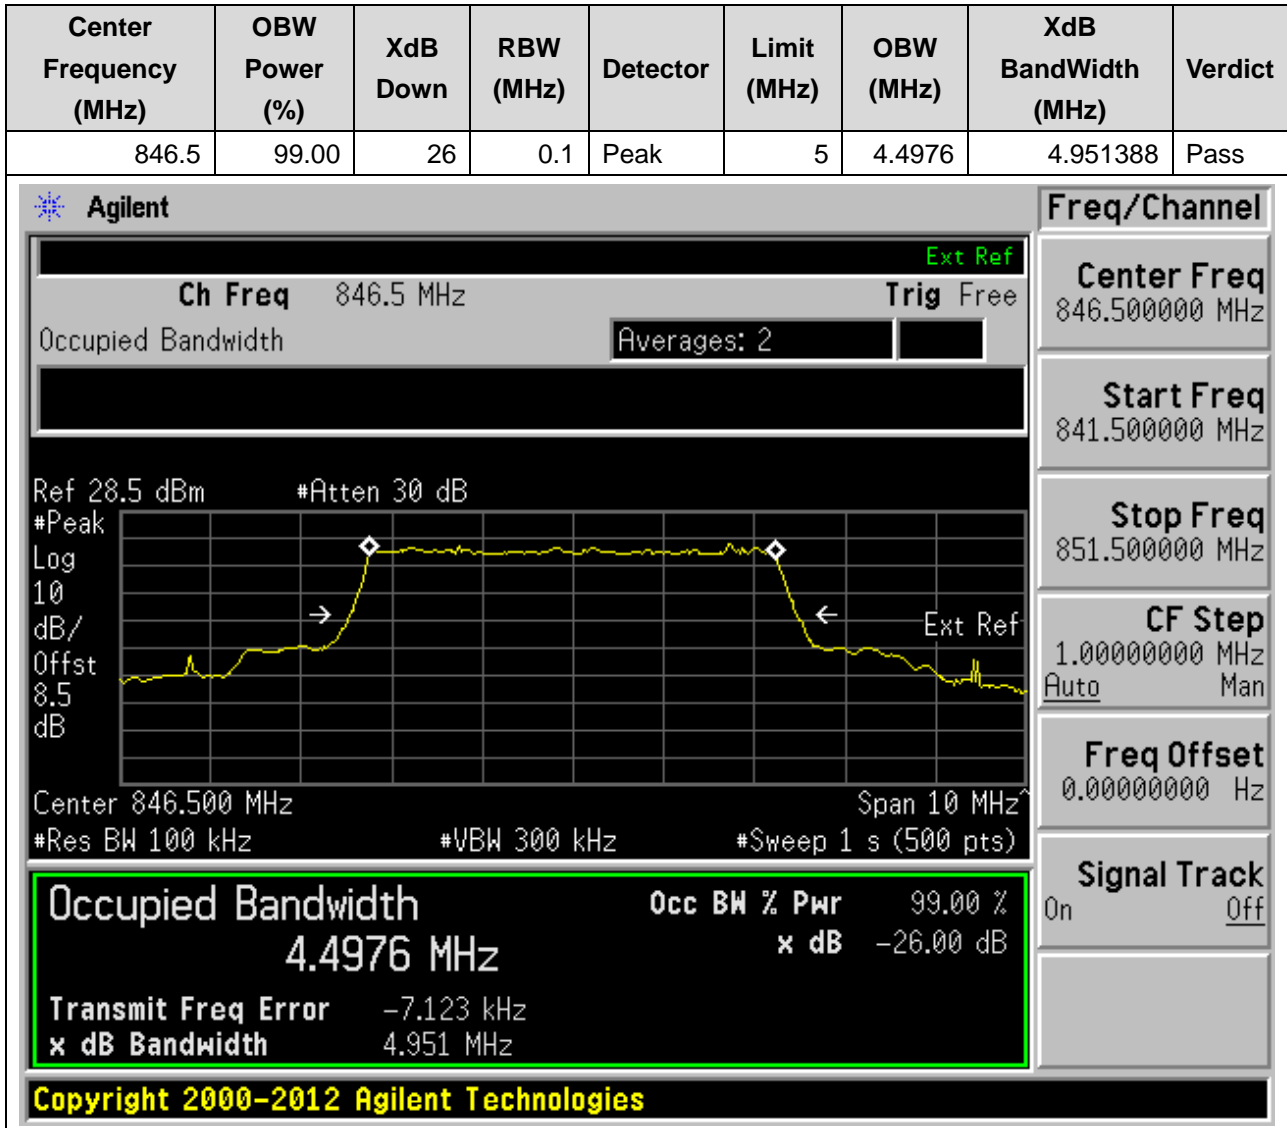 Center Frequency (MHz) OBW Power (%) XdB Down RBW (MHz) Detector Limit (MHz) OBW (MHz) XdB BandWidth (MHz) Verdict
846.5 99.00 26 0.1 Peak 5 4.4976 4.951388 Pass
Agilent
Freq/Channel
Ext Ref
Ch Freq 846.5 MHz Trig Free
Occupied Bandwidth Averages: 2
Center Freq
846.500000 MHz
Start Freq
841.500000 MHz
Stop Freq
851.500000 MHz
CF Step
1.00000000 MHz
Auto Man
Freq Offset
0.00000000 Hz
Signal Track
On Off
Ref 28.5 dBm #Atten 30 dB
#Peak
Log
10
dB/
Offst
8.5
dB
Ext Ref
Center 846.500 MHz Span 10 MHz^
#Res BW 100 kHz #VBW 300 kHz #Sweep 1 s (500 pts)
Occupied Bandwidth Occ BW % Pwr 99.00 %
4.4976 MHz x dB -26.00 dB
Transmit Freq Error -7.123 kHz
x dB Bandwidth 4.951 MHz
Copyright 2000-2012 Agilent Technologies